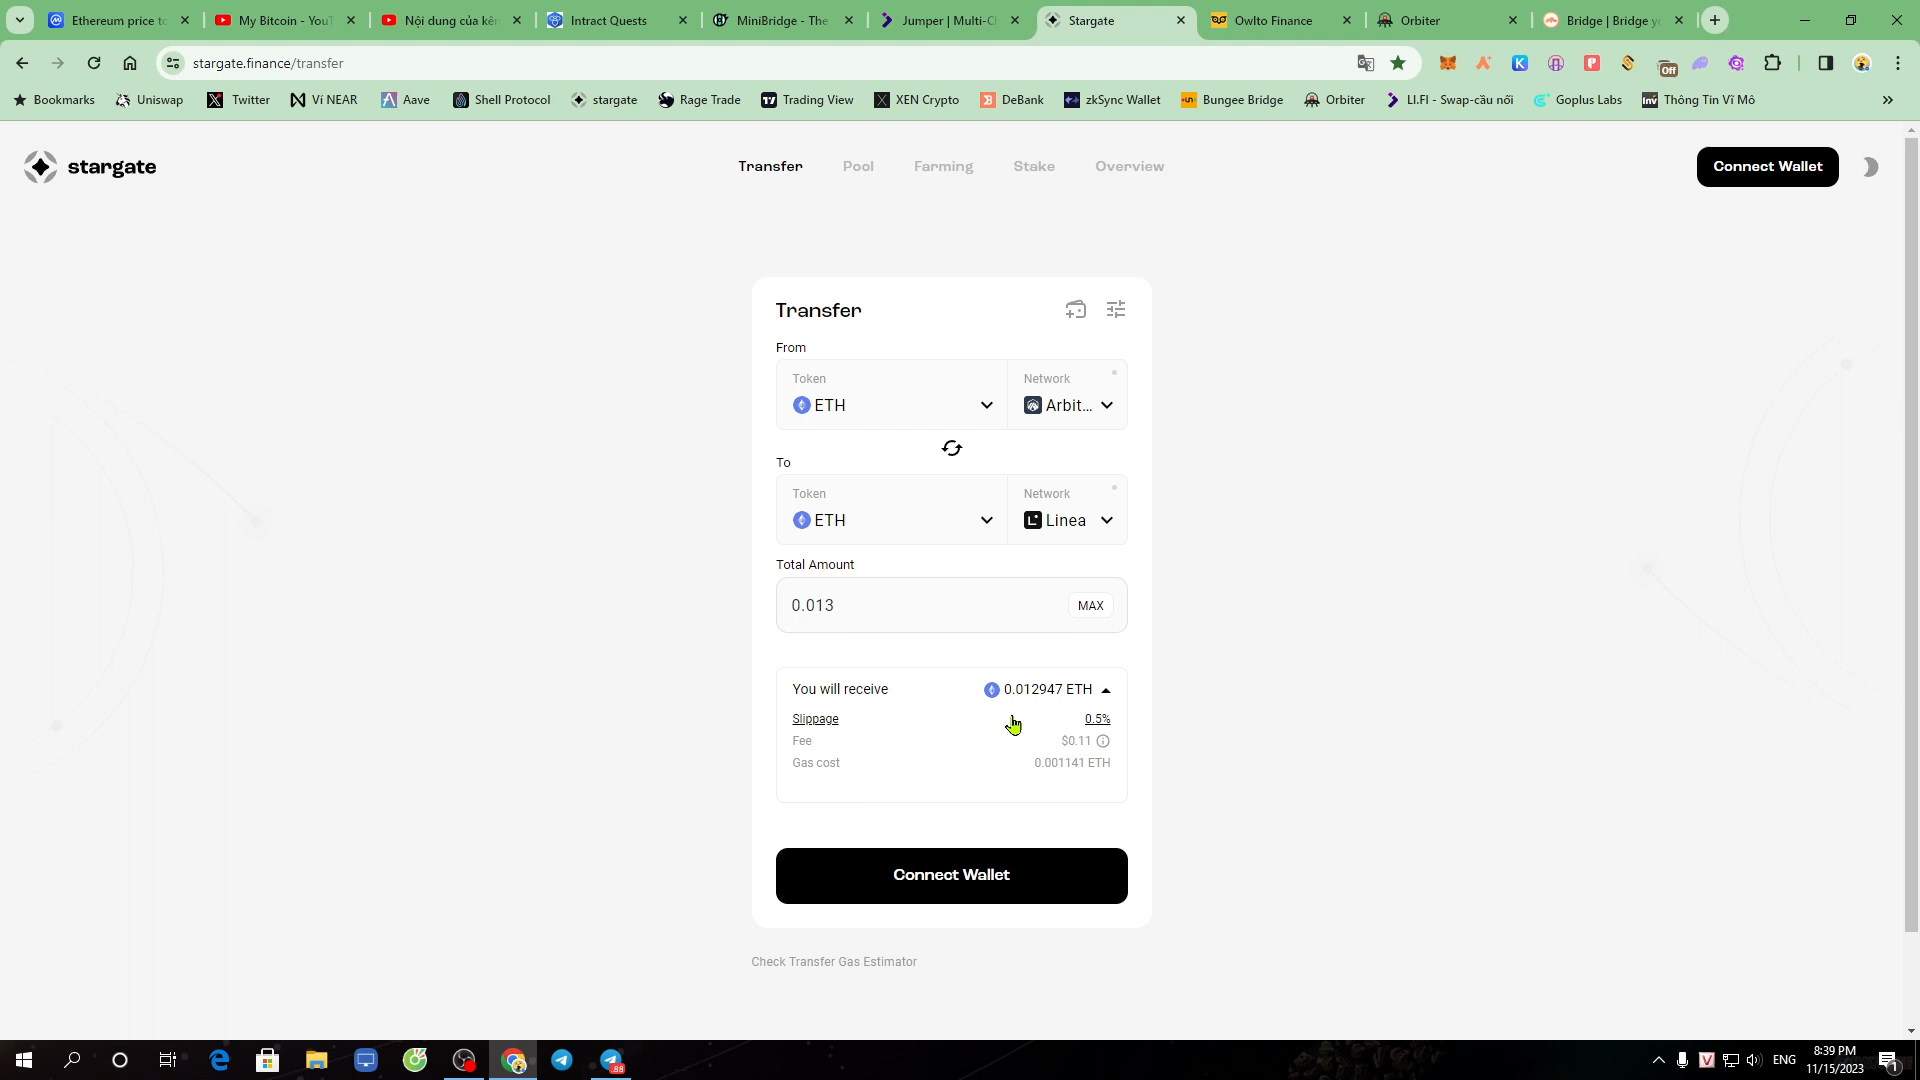 Ethereum price to
My Bitcoin - You
Nội dung của kên
Intract Quests
MiniBridge - The
Jumper | Multi-C
Stargate
Owlto Finance
Orbiter
Bridge | Bridge y
stargate.finance/transfer
Off
Bookmarks
Uniswap
Twitter
Ví NEAR
Aave
Shell Protocol
stargate
Rage Trade
Trading View
XEN Crypto
DeBank
zkSync Wallet
Bungee Bridge
Orbiter
LI.FI - Swap-cầu nối
Goplus Labs
Thông Tin Vĩ Mô
stargate
Transfer
Pool
Farming
Stake
Overview
Connect Wallet
Transfer
From
Token
Network
ETH
Arbit...
To
Token
Network
ETH
Linea
Total Amount
0.013
MAX
You will receive
0.012947 ETH
Slippage
0.5%
Fee
$0.11
Gas cost
0.001141 ETH
Connect Wallet
Check Transfer Gas Estimator
88
ENG
8:39 PM
11/15/2023
1